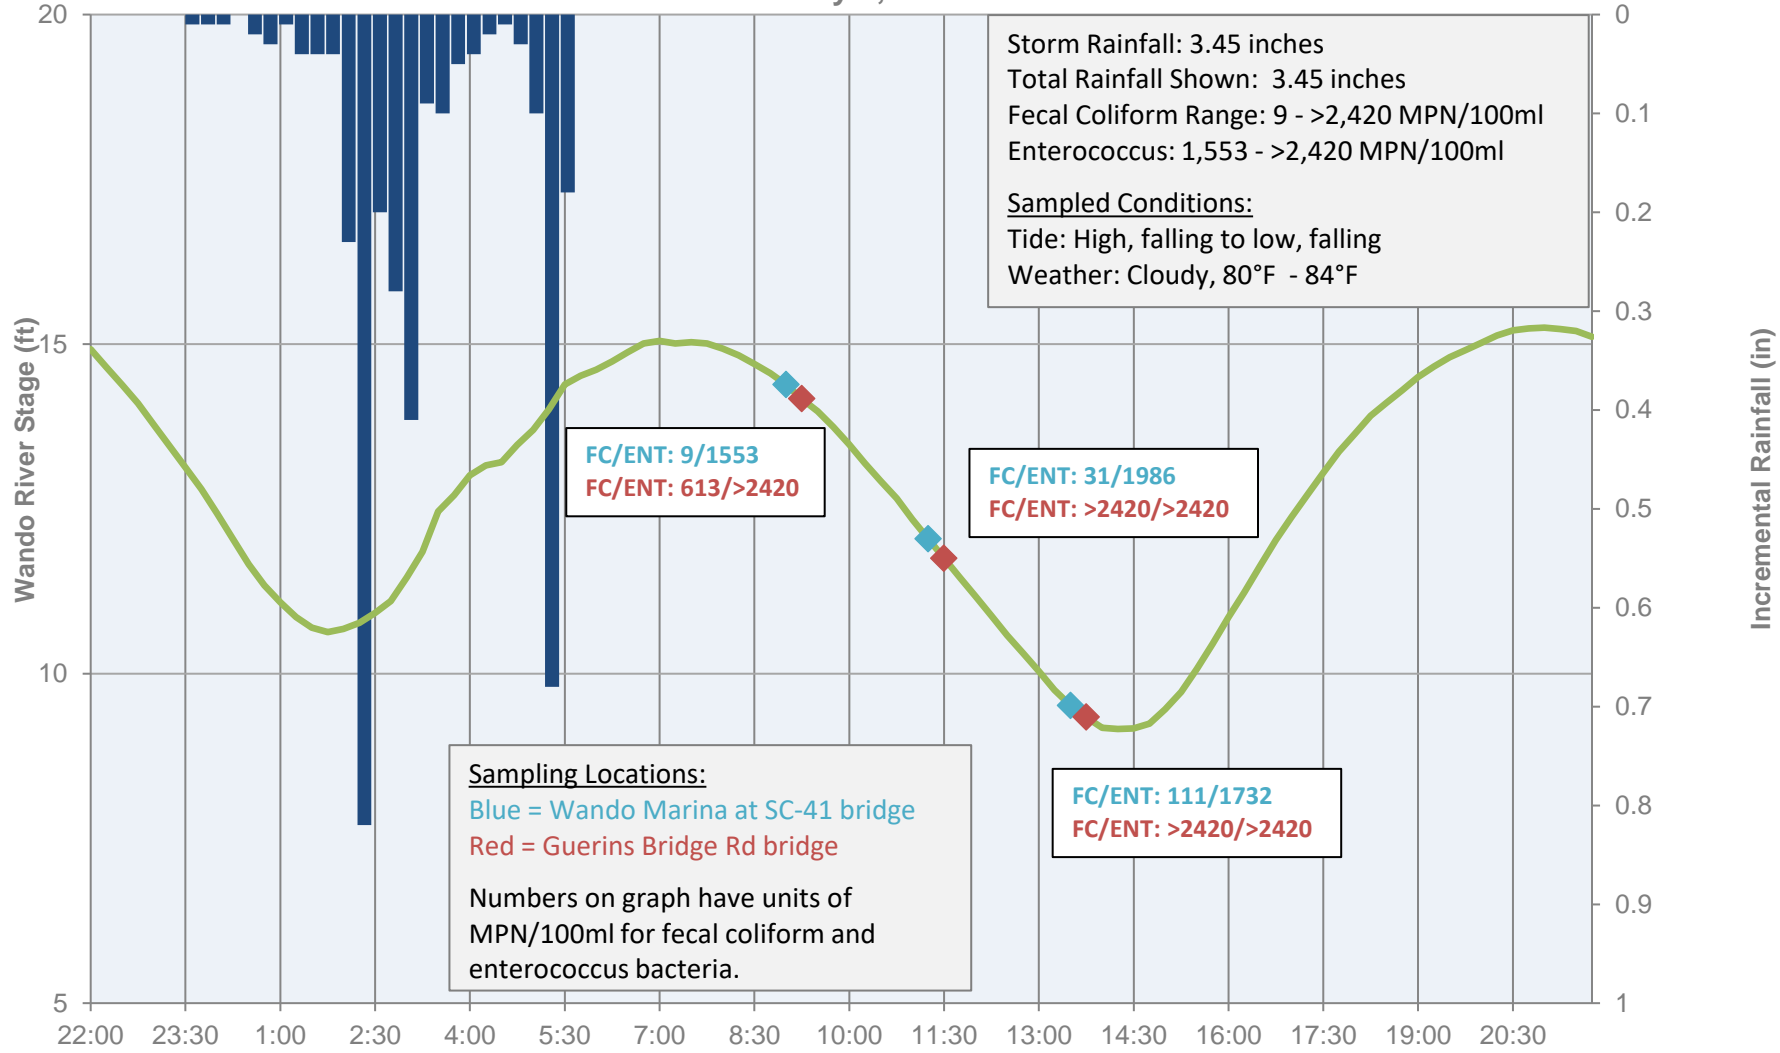 20
15
10
5
Wando River Stage (ft)
Storm Rainfall: 3.45 inches
Total Rainfall Shown:  3.45 inches
Fecal Coliform Range: 9 - >2,420 MPN/100ml
Enterococcus: 1,553 - >2,420 MPN/100ml
Sampled Conditions:
Tide: High, falling to low, falling
Weather: Cloudy, 80°F  - 84°F
FC/ENT: 9/1553
FC/ENT: 613/>2420
FC/ENT: 31/1986
FC/ENT: >2420/>2420
FC/ENT: 111/1732
FC/ENT: >2420/>2420
Sampling Locations:
Blue = Wando Marina at SC-41 bridge
Red = Guerins Bridge Rd bridge
Numbers on graph have units of
MPN/100ml for fecal coliform and
enterococcus bacteria.
0
0.1
0.2
0.3
0.4
0.5
0.6
0.7
0.8
0.9
1
Incremental Rainfall (in)
22:00 23:30 1:00 2:30 4:00 5:30 7:00 8:30 10:00 11:30 13:00 14:30 16:00 17:30 19:00 20:30